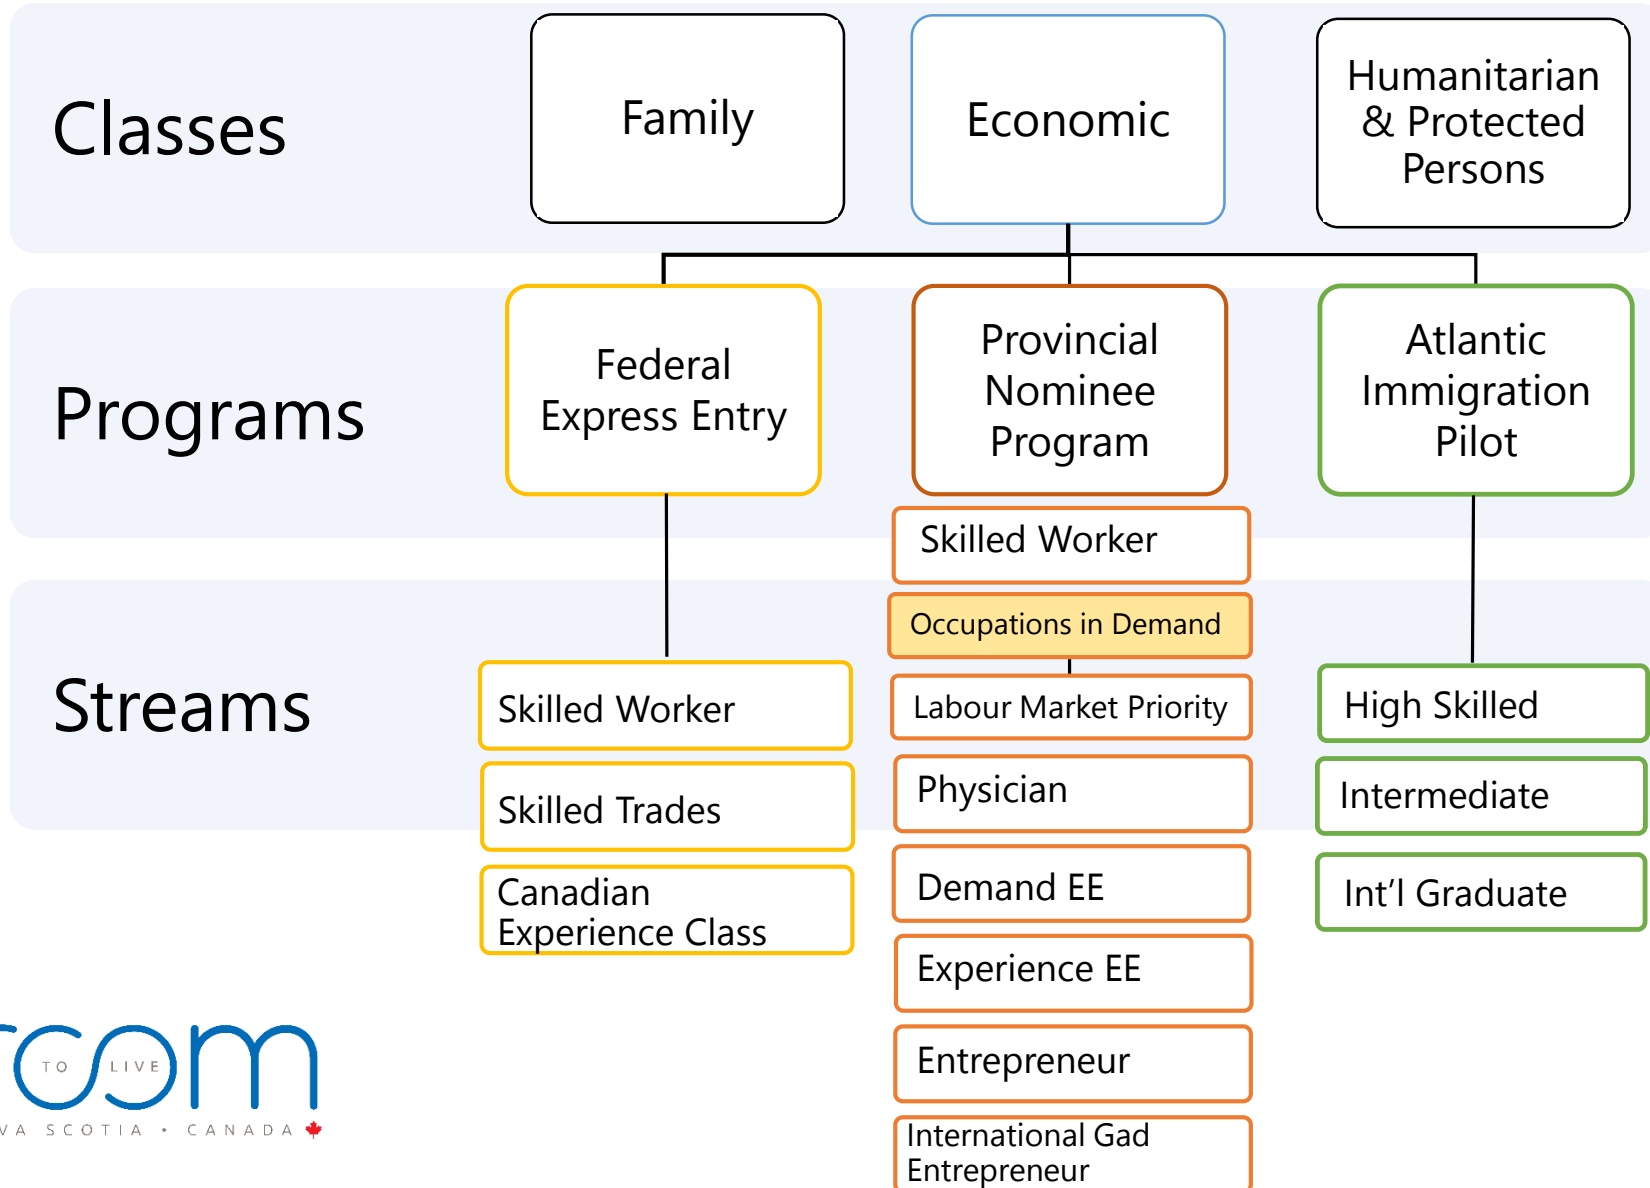 Classes
Family
Economic
Humanitarian
& Protected
Persons
Programs
Federal
Express Entry
Provincial
Nominee
Program
Atlantic
Immigration
Pilot
Streams
Skilled Worker
Skilled Trades
Canadian
Experience Class
Skilled Worker
Occupations in Demand
Labour Market Priority
Physician
Demand EE
Experience EE
Entrepreneur
International Gad
Entrepreneur
High Skilled
Intermediate
Int'l Graduate
room
TO LIVE
VA SCOTIA • CANADA